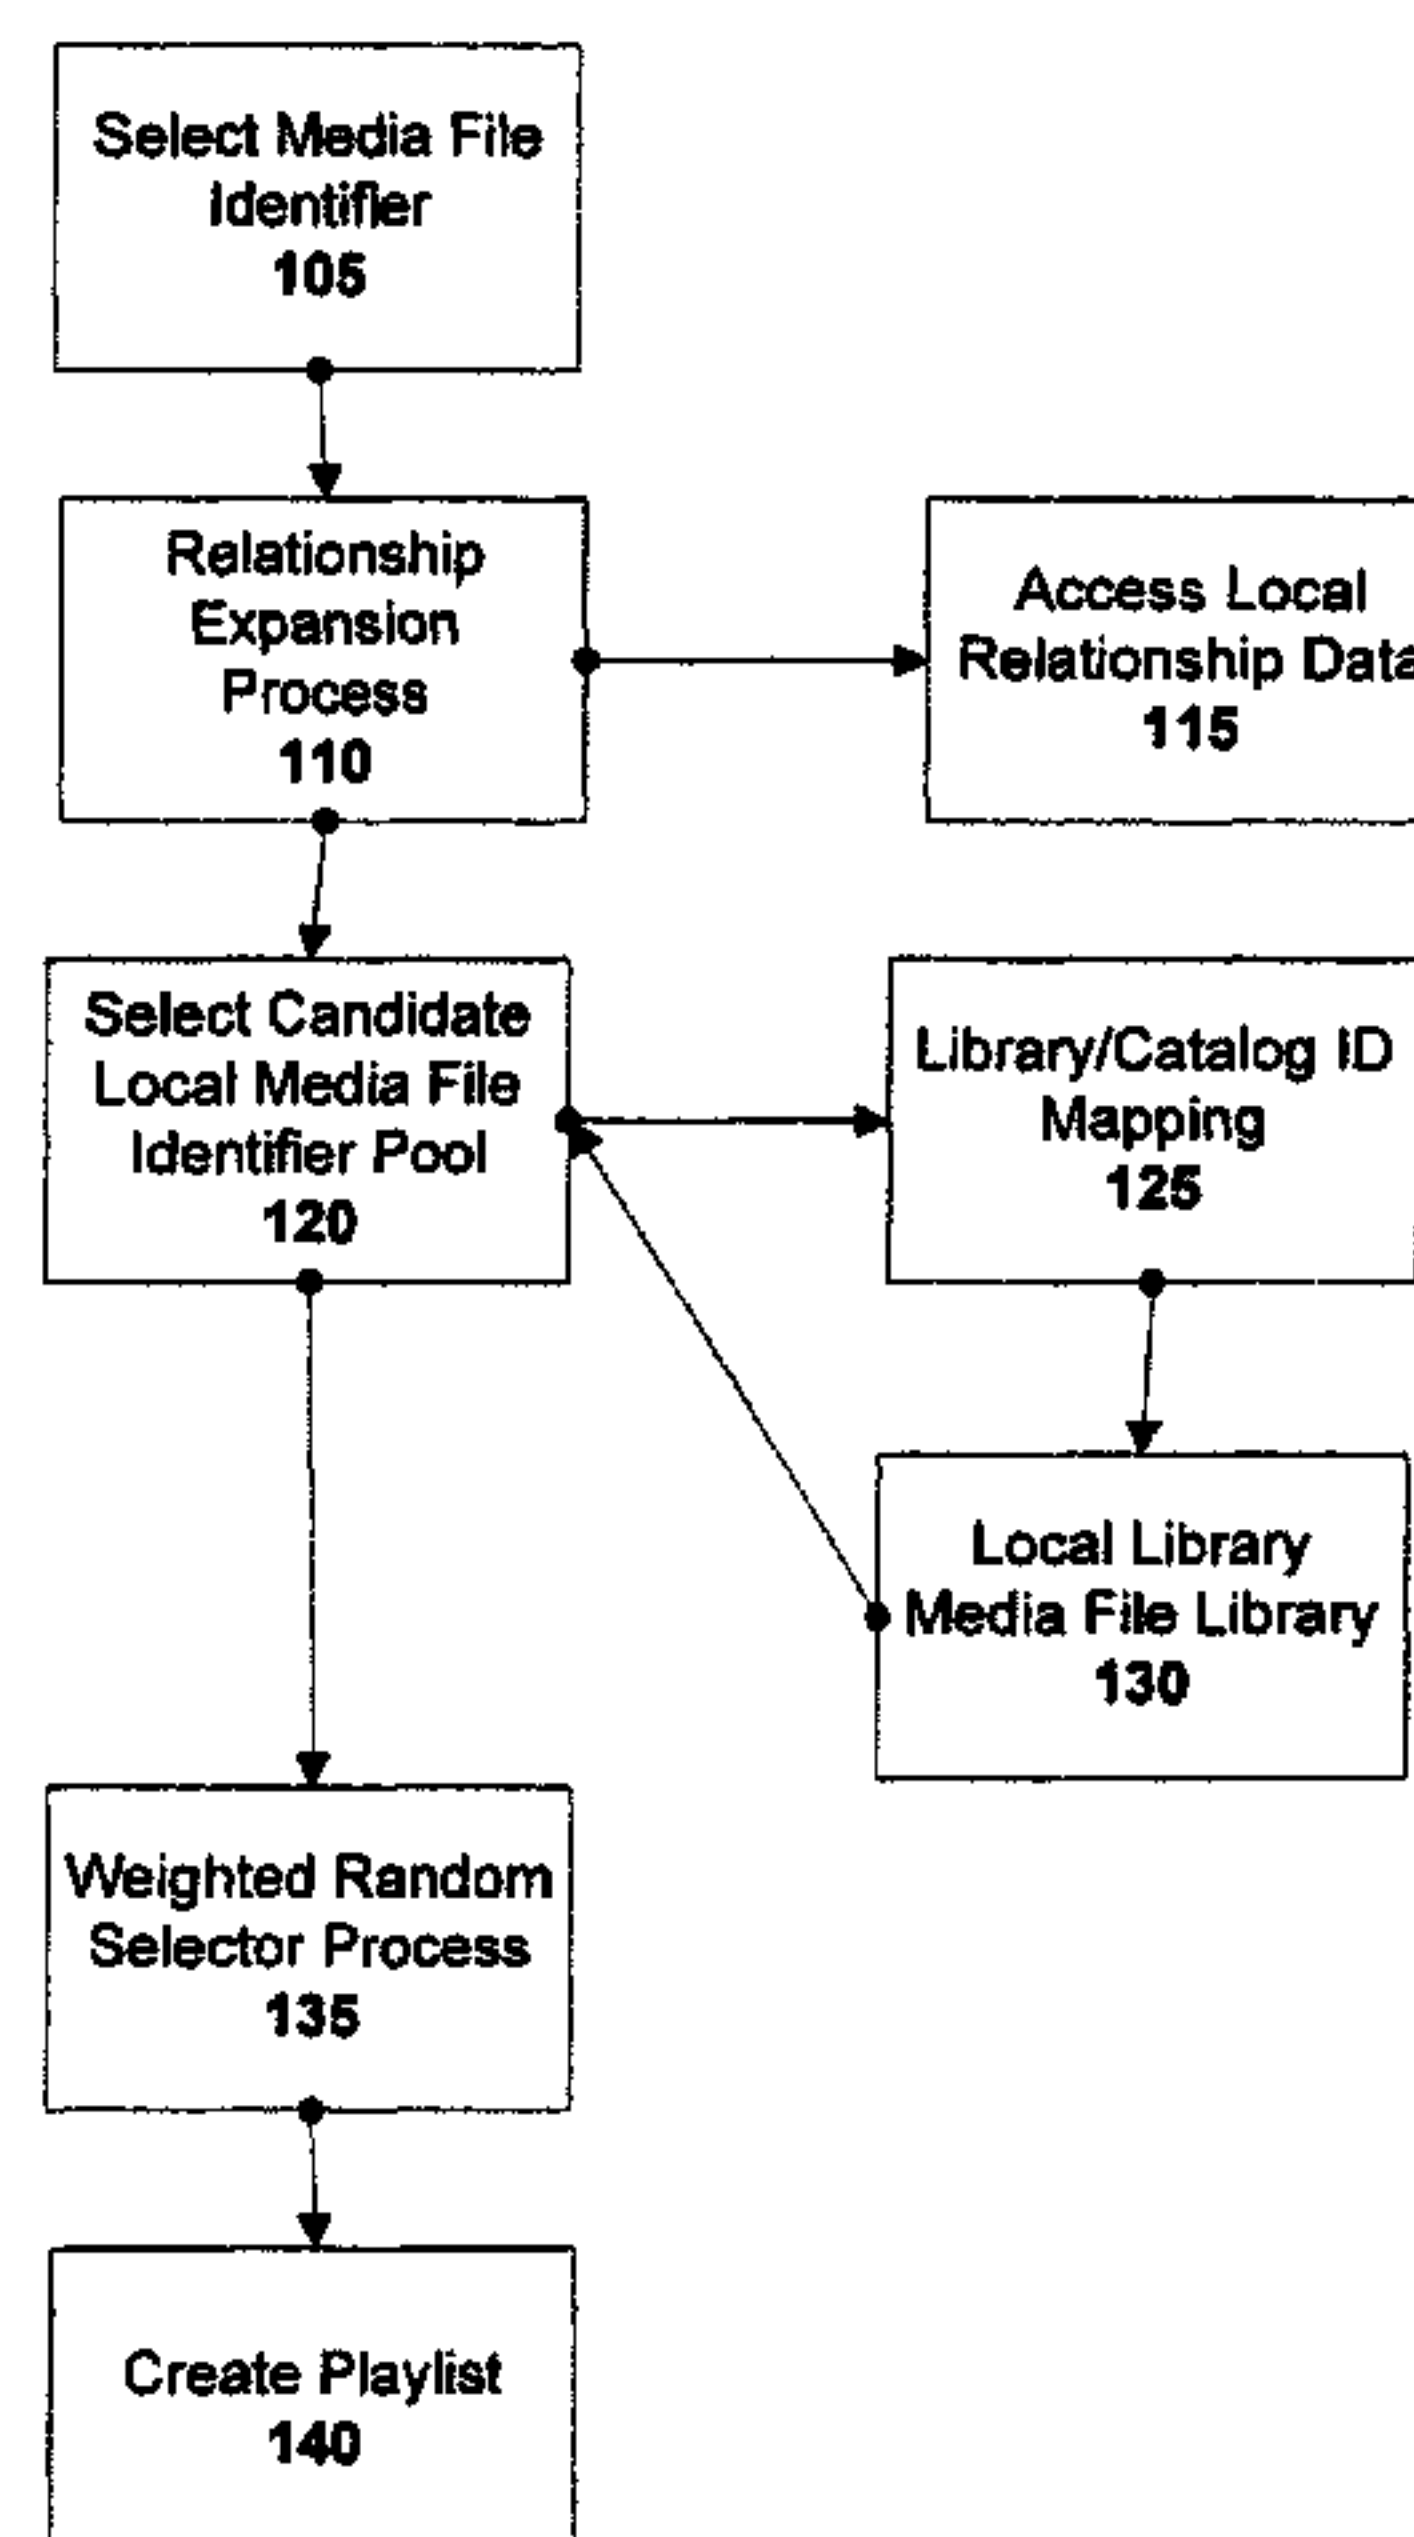 Select Media File
Identifier
105
Relationship
Expansion
Process
110
Access Local
Relationship Data
115
Select Candidate
Local Media File
Identifier Pool
120
Library/Catalog ID
Mapping
125
Local Library
Media File Library
130
Weighted Random
Selector Process
135
Create Playlist
140